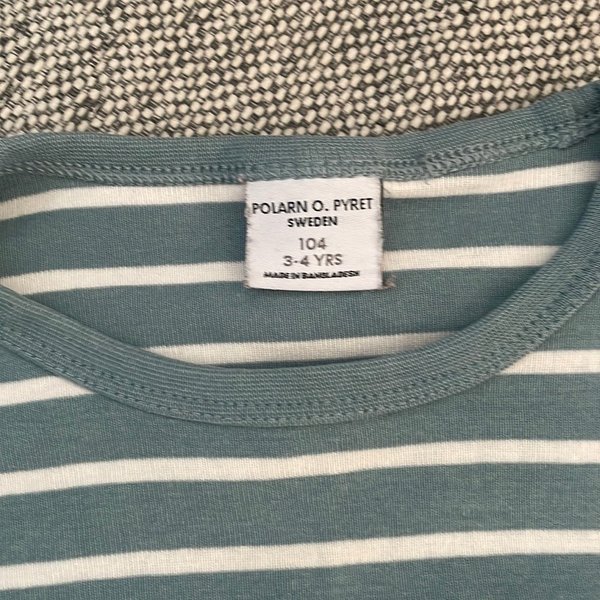 POLARN O. PYRET
SWEDEN
104
3-4 YRS
MADE IN BANGLADESH